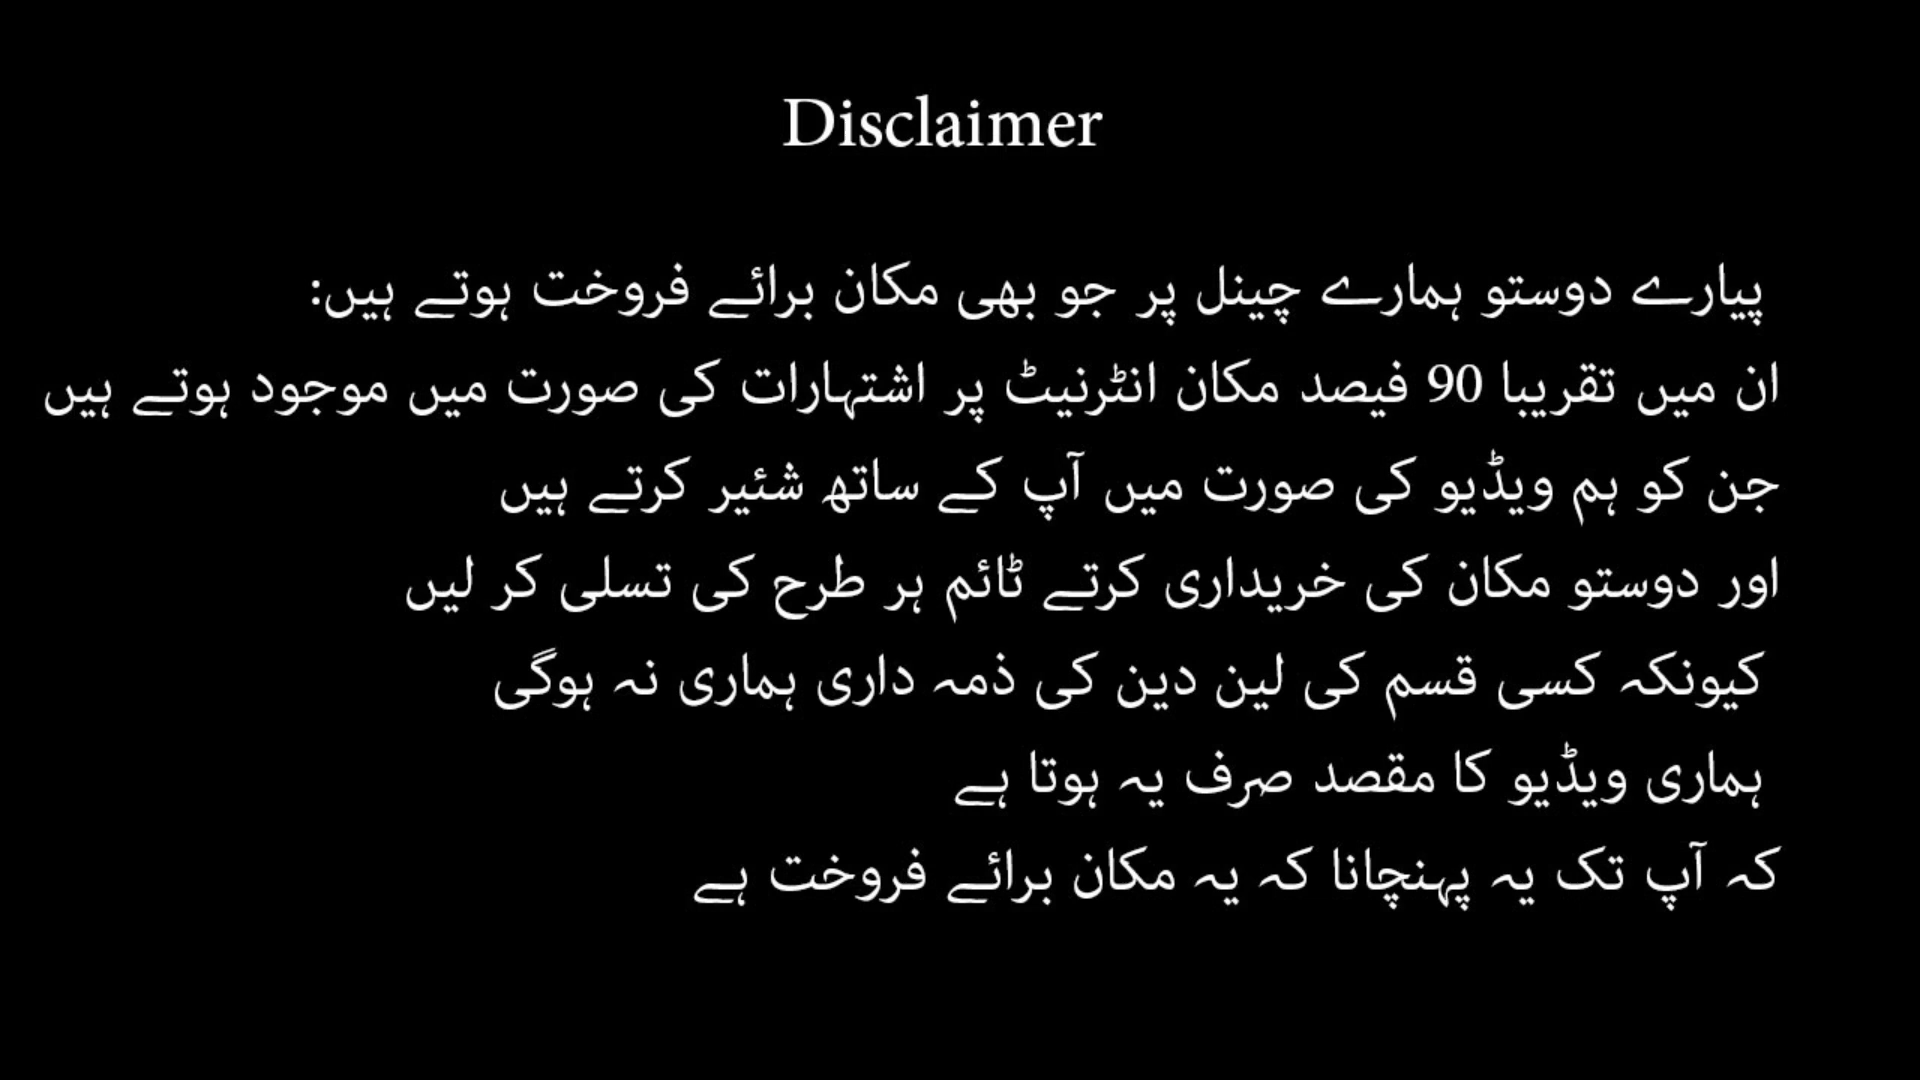 Disclaimer
پیارے دوستو ہمارے چینل پر جو بھی مکان برائے فروخت ہوتے ہیں:
ان میں تقریبا 90 فیصد مکان انٹرنیٹ پر اشتہارات کی صورت میں موجود ہوتے ہیں
جن کو ہم ویڈیو کی صورت میں آپ کے ساتھ شئیر کرتے ہیں
اور دوستو مکان کی خریداری کرتے ٹائم ہر طرح کی تسلی کر لیں
کیونکہ کسی قسم کی لین دین کی ذمہ داری ہماری نہ ہوگی
ہماری ویڈیو کا مقصد صرف یہ ہوتا ہے
کہ آپ تک یہ پہنچانا کہ یہ مکان برائے فروخت ہے